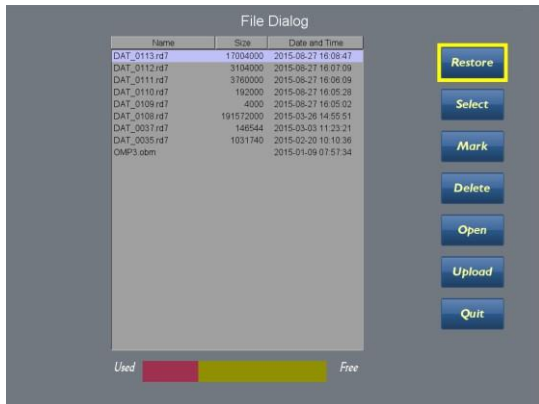 File Dialog
Name Size Date and Time
DAT_0113.rd7 17004000 2015-08-27 16:08:47
DAT_0112.rd7 3104000 2015-08-27 16:07:09
DAT_0111.rd7 3760000 2015-08-27 16:06:09
DAT_0110.rd7 192000 2015-08-27 16:05:28
DAT_0109.rd7 4000 2015-08-27 16:05:02
DAT_0108.rd7 191572000 2015-03-26 14:55:51
DAT_0037.rd7 146544 2015-03-03 11:23:21
DAT_0035.rd7 1031740 2015-02-20 10:10:36
OMP3.obm 2015-01-09 07:57:34
Restore
Select
Mark
Delete
Open
Upload
Quit
Used Free